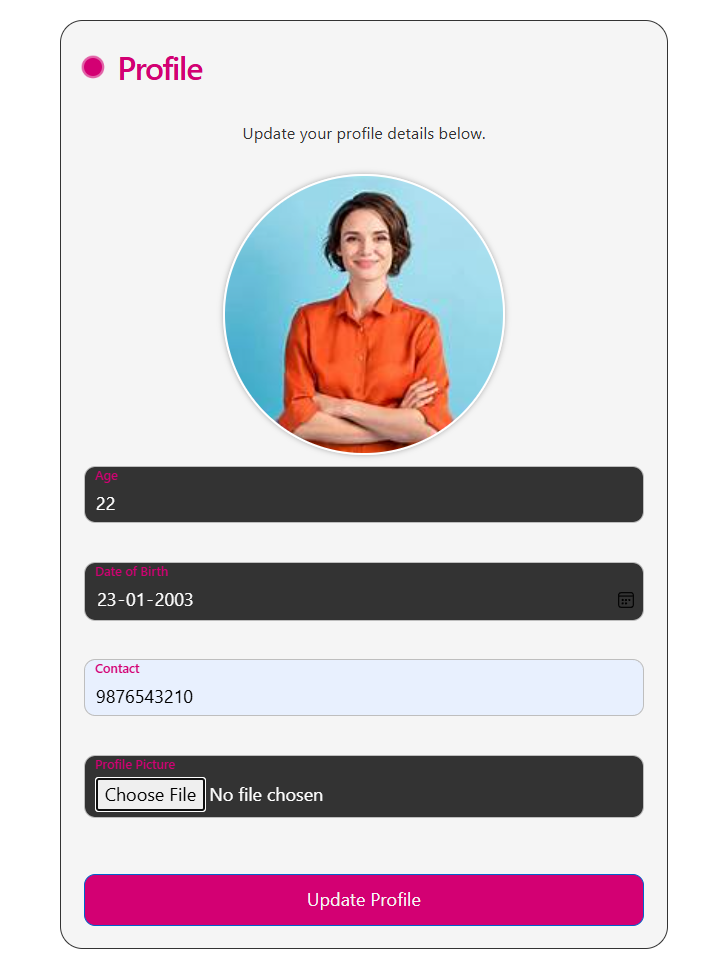 Profile
Update your profile details below.
Age
22
Date of Birth
23-01-2003
Contact
9876543210
Profile Picture
Choose File No file chosen
Update Profile